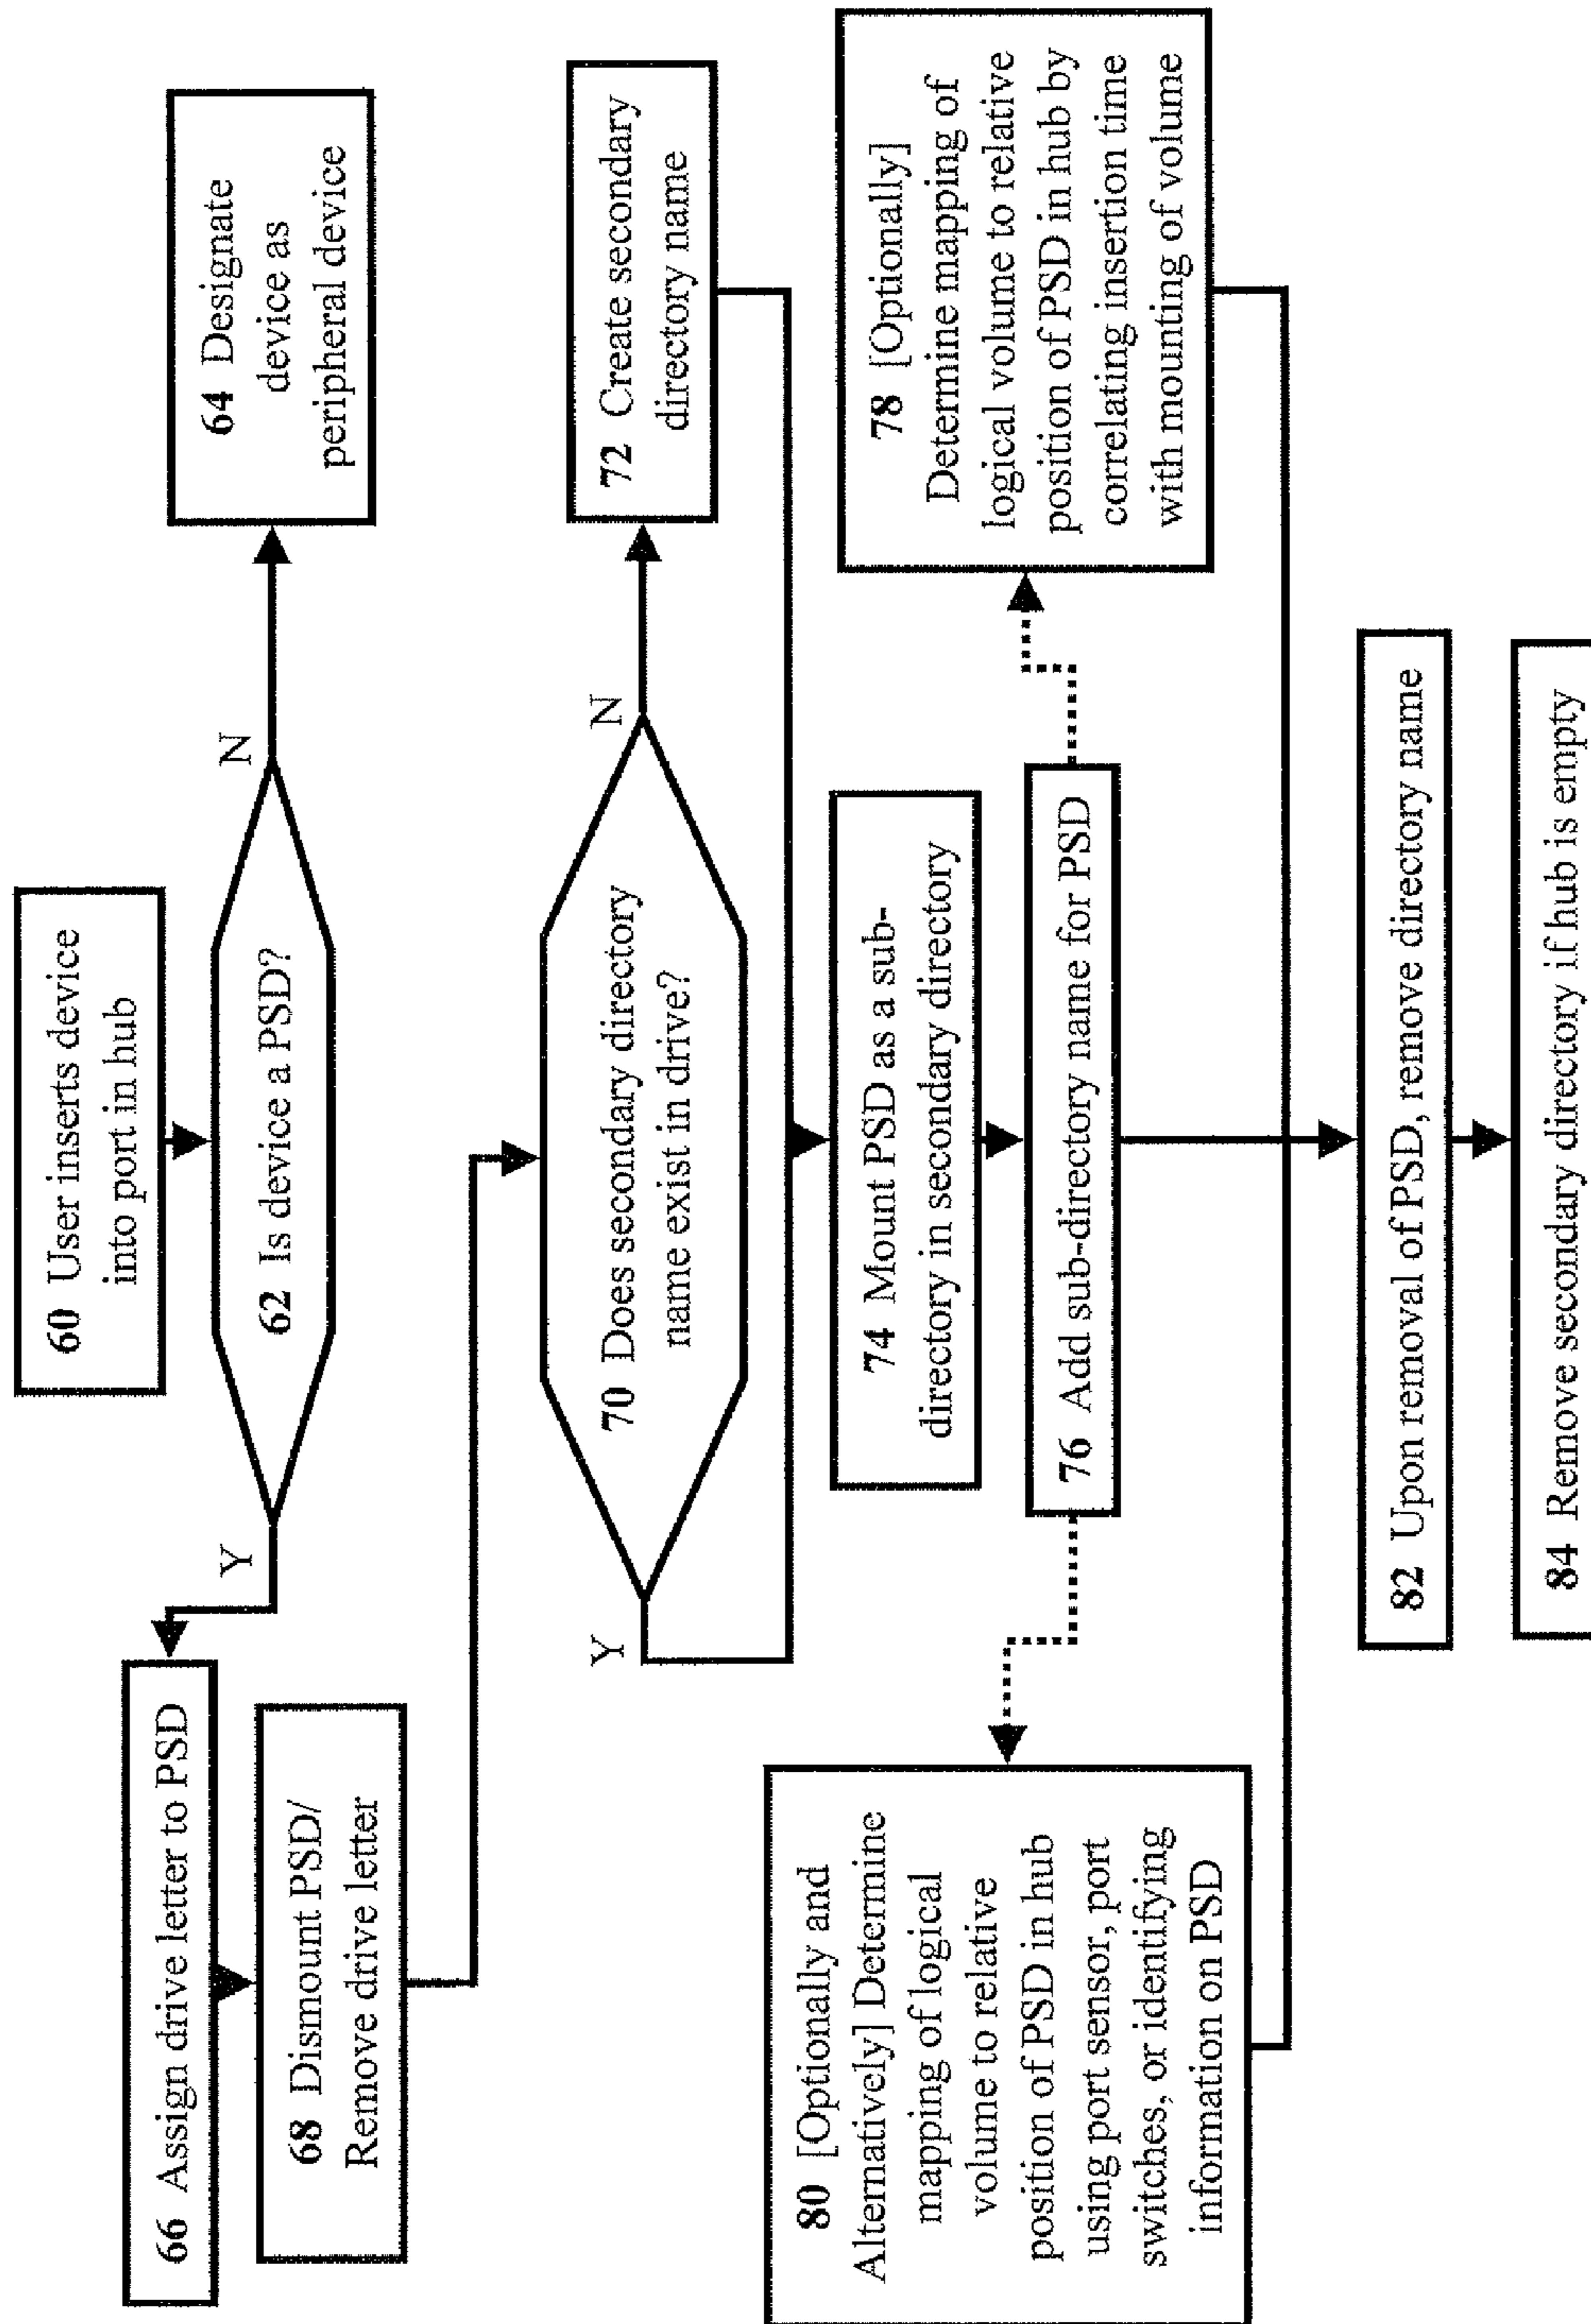 60 User inserts device
into port in hub
62 Is device a PSD?
Y
N
64 Designate
device as
peripheral device
66 Assign drive letter to PSD
68 Dismount PSD/
Remove drive letter
70 Does secondary directory
name exist in drive?
Y
N
72 Create secondary
directory name
74 Mount PSD as a sub-
directory in secondary directory
76 Add sub-directory name for PSD
78 [Optionally]
Determine mapping of
logical volume to relative
position of PSD in hub by
correlating insertion time
with mounting of volume
80 [Optionally and
Alternatively] Determine
mapping of logical
volume to relative
position of PSD in hub
using port sensor, port
switches, or identifying
information on PSD
82 Upon removal of PSD, remove directory name
84 Remove secondary directory if hub is empty